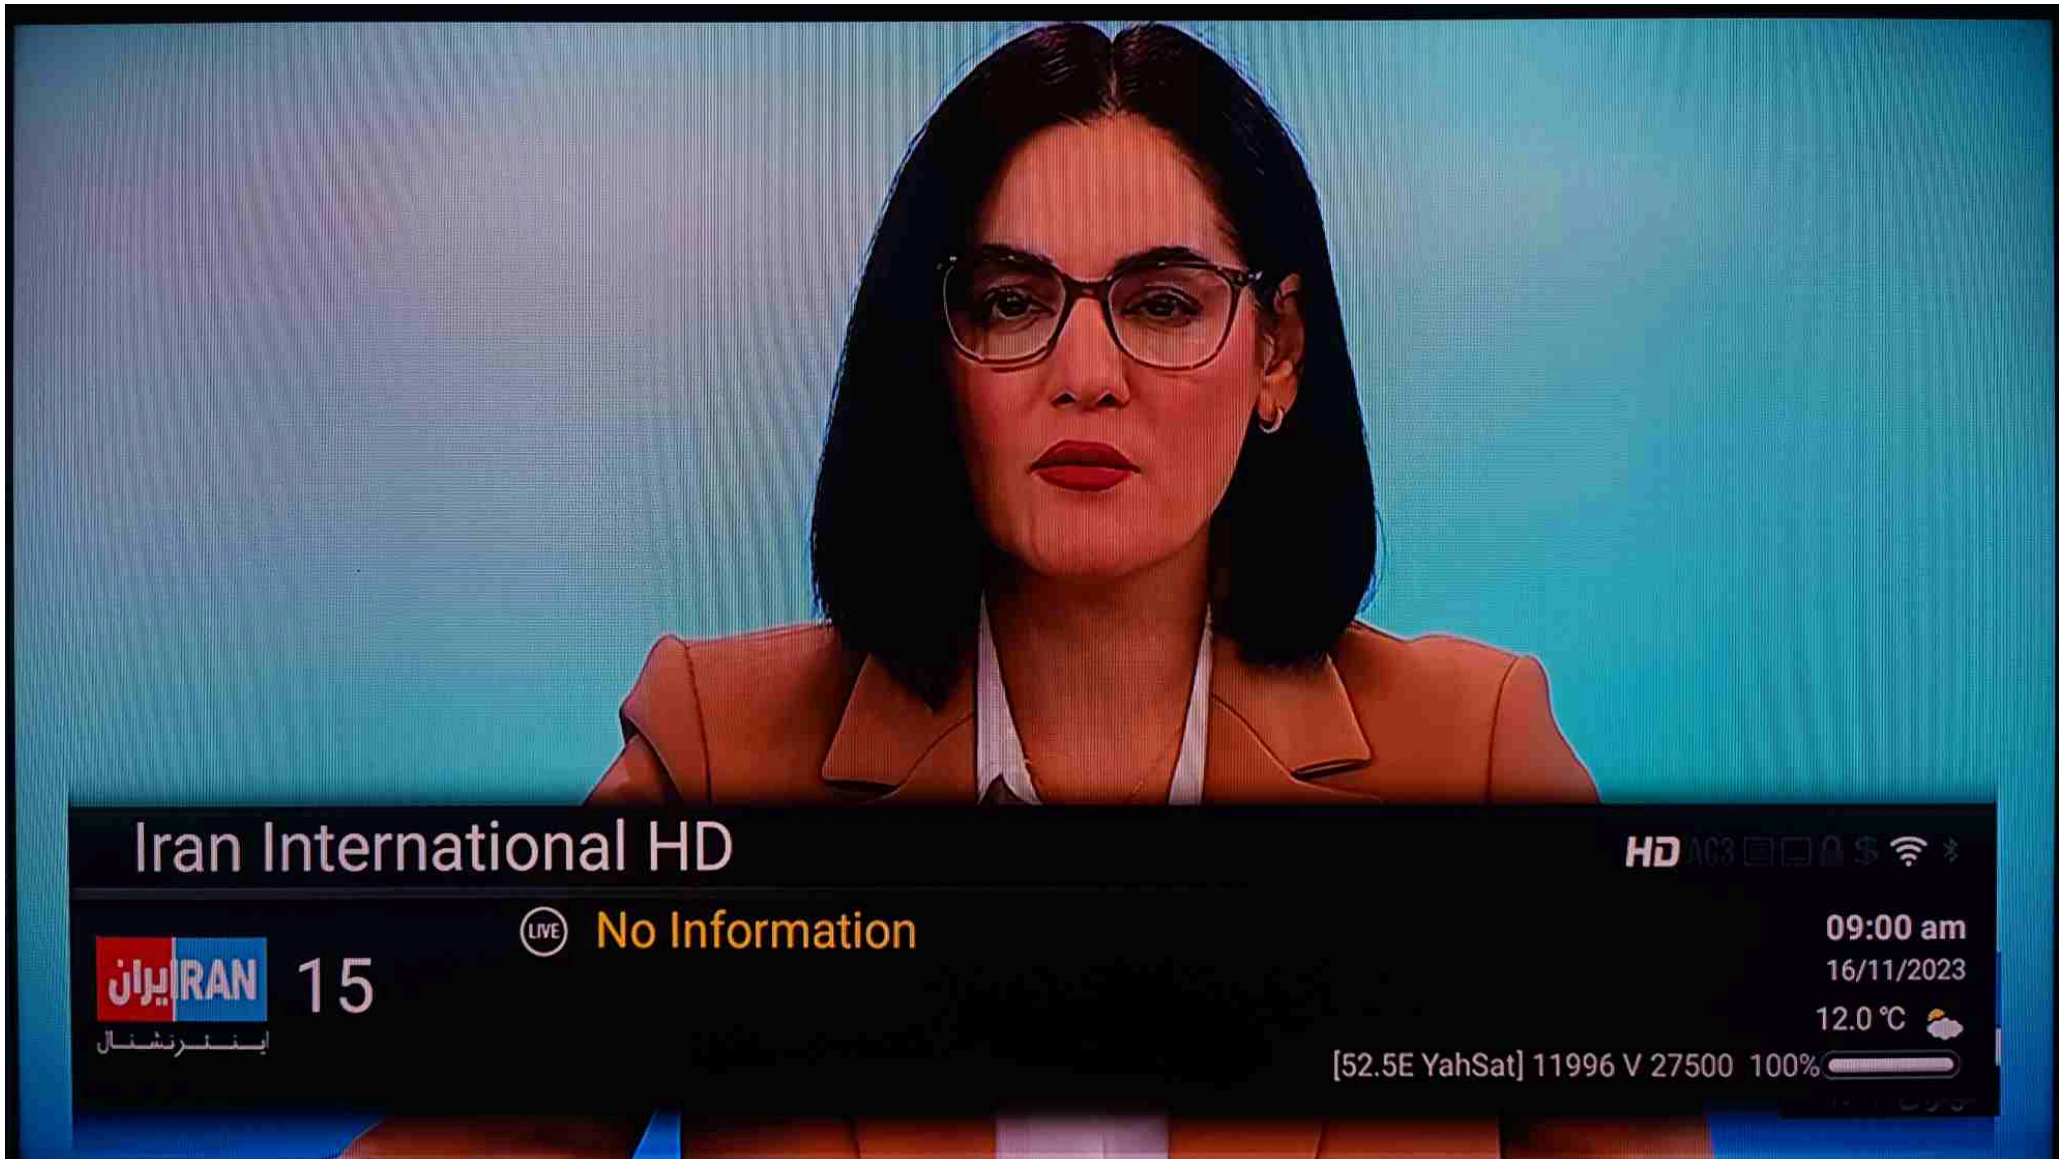 Iran International HD
HD AC3
LIVE No Information
09:00 am
16/11/2023
ایران IRAN
15
اینترنشنال
12.0 °C
[52.5E YahSat] 11996 V 27500 100%